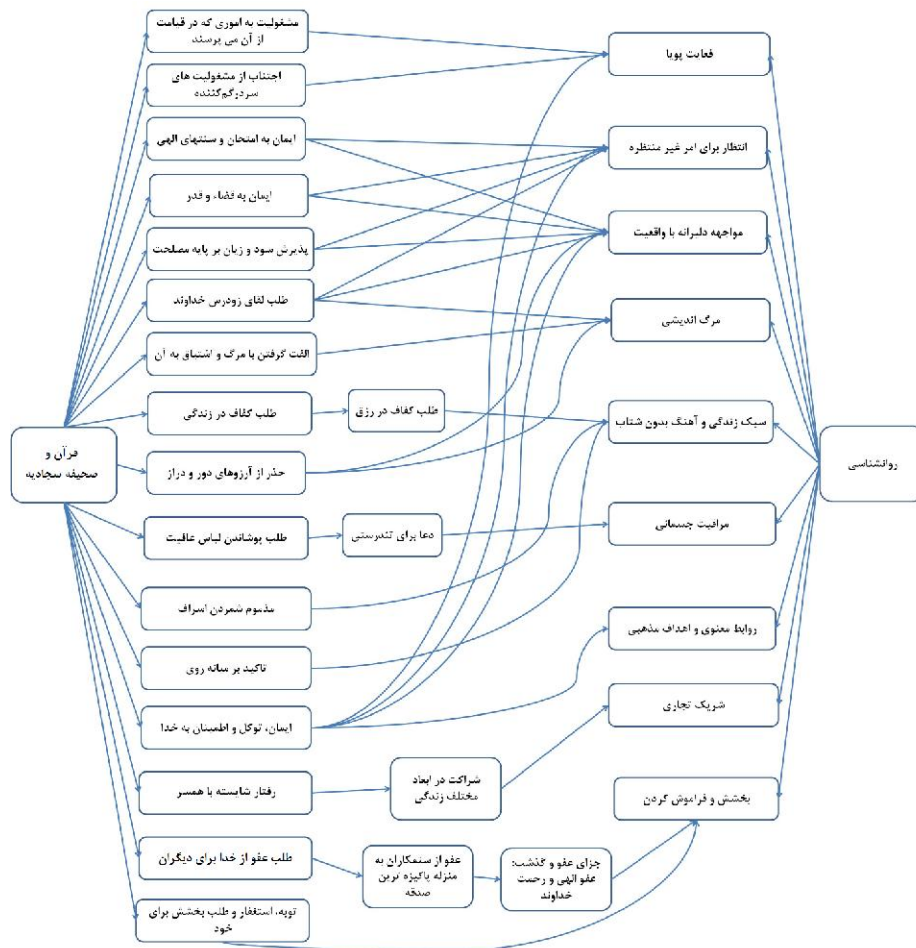 مشغولیت به اموری که در قیامت
از آن می پرسند
اجتناب از مشغولیت های
سردرگم‌کننده
ایمان به امتحان و سنتهای الهی
ایمان به قضاء و قدر
پذیرش سود و زیان بر پایه مصلحت
طلب لقای زودرس خداوند
الفت گرفتن با مرگ و اشتیاق به آن
طلب کفاف در زندگی
طلب کفاف در رزق
حذر از آرزوهای دور و دراز
طلب پوشاندن لباس عافیت
دعا برای تندرستی
مذموم شمردن اسراف
تاکید بر میانه روی
ایمان، توکل و اطمینان به خدا
رفتار شایسته با همسر
شراکت در ابعاد
مختلف زندگی
طلب عفو از خدا برای دیگران
عفو از ستمکاران به
منزله پاکیزه ترین
صدقه
جزای عفو و گذشت:
عفو الهی و رحمت
خداوند
توبه، استغفار و طلب بخشش برای
خود
قرآن و
صحیفه سجادیه
فعالیت پویا
انتظار برای امر غیر منتظره
مواجهه دلیرانه با واقعیت
مرگ اندیشی
سبک زندگی و آهنگ بدون شتاب
مراقبت جسمانی
روابط معنوی و اهداف مذهبی
شریک تجاری
بخشش و فراموش کردن
روانشناسی